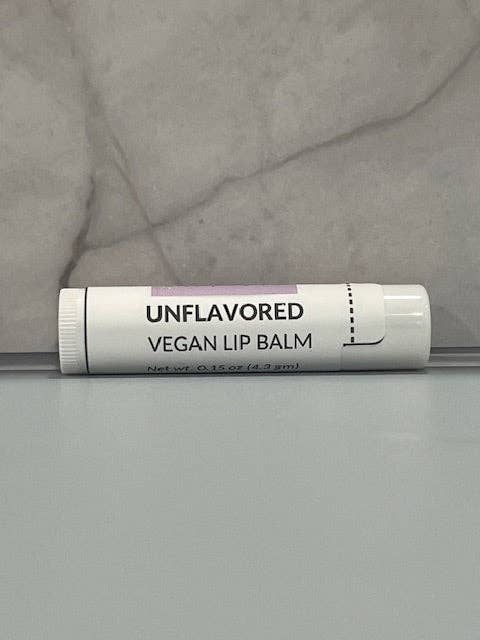 UNFLAVORED
VEGAN LIP BALM
Net wt. 0.15 oz (4.3 gm)